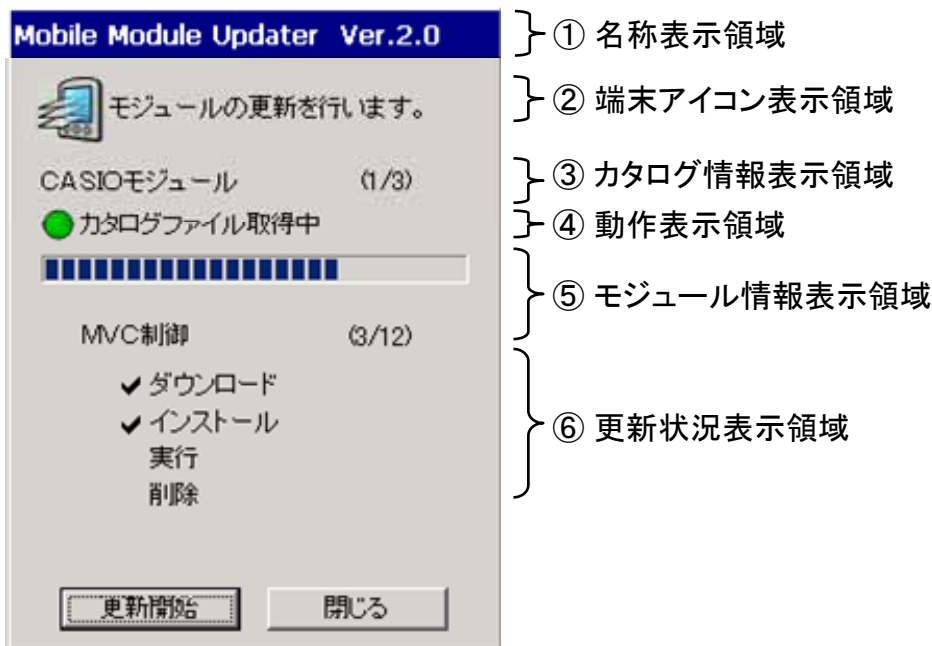 Mobile Module Updater Ver.2.0
① 名称表示領域
モジュールの更新を行います。
② 端末アイコン表示領域
CASIOモジュール (1/3)
③ カタログ情報表示領域
カタログファイル取得中
④ 動作表示領域
⑤ モジュール情報表示領域
MVC制御 (3/12)
ダウンロード
インストール
⑥ 更新状況表示領域
実行
削除
更新開始 閉じる